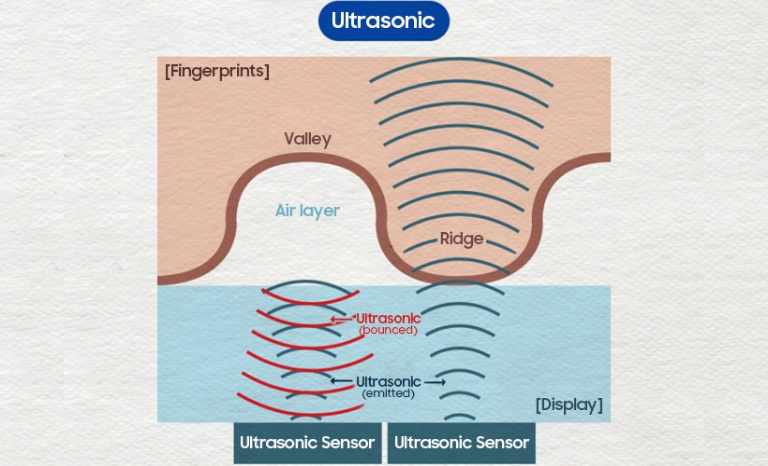 Ultrasonic
[Fingerprints]
Valley
Air layer
Ridge
Ultrasonic
(bounced)
Ultrasonic
(emitted)
[Display]
Ultrasonic Sensor
Ultrasonic Sensor